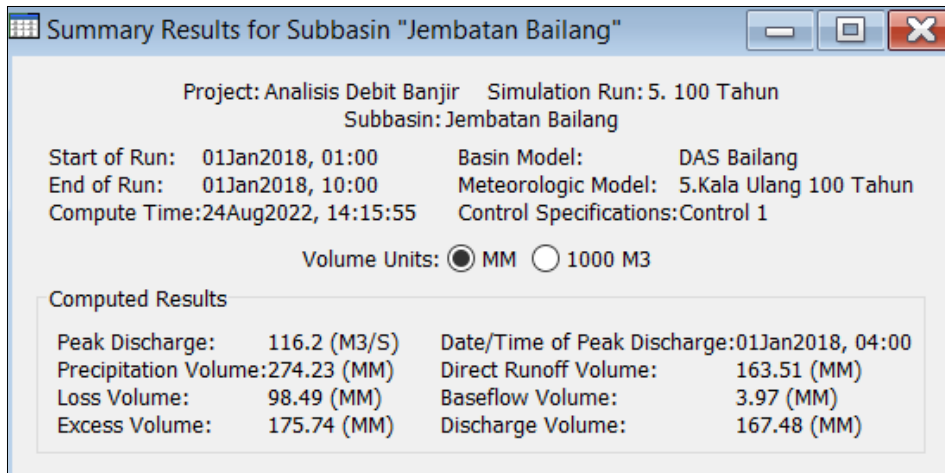 Summary Results for Subbasin "Jembatan Bailang"
Project: Analisis Debit Banjir Simulation Run: 5. 100 Tahun
Subbasin: Jembatan Bailang
Start of Run: 01Jan2018, 01:00 Basin Model: DAS Bailang
End of Run: 01Jan2018, 10:00 Meteorologic Model: 5.Kala Ulang 100 Tahun
Compute Time:24Aug2022, 14:15:55 Control Specifications:Control 1
Volume Units: MM 1000 M3
Computed Results
Peak Discharge: 116.2 (M3/S) Date/Time of Peak Discharge:01Jan2018, 04:00
Precipitation Volume:274.23 (MM) Direct Runoff Volume: 163.51 (MM)
Loss Volume: 98.49 (MM) Baseflow Volume: 3.97 (MM)
Excess Volume: 175.74 (MM) Discharge Volume: 167.48 (MM)